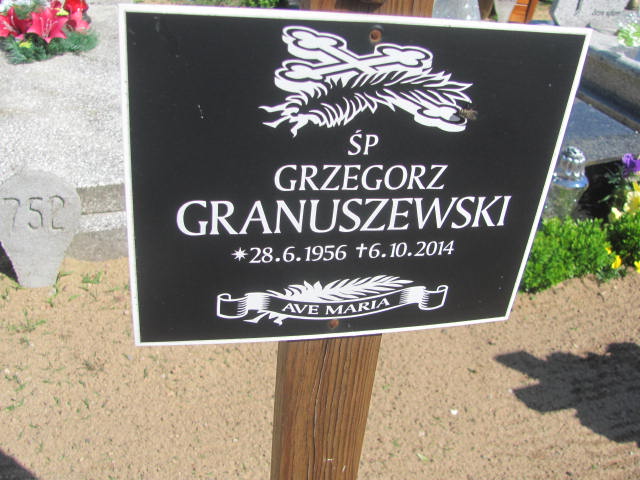 ŚP
GRZEGORZ
GRANUSZEWSKI
✴28.6.1956 ✝6.10.2014
AVE MARIA
752